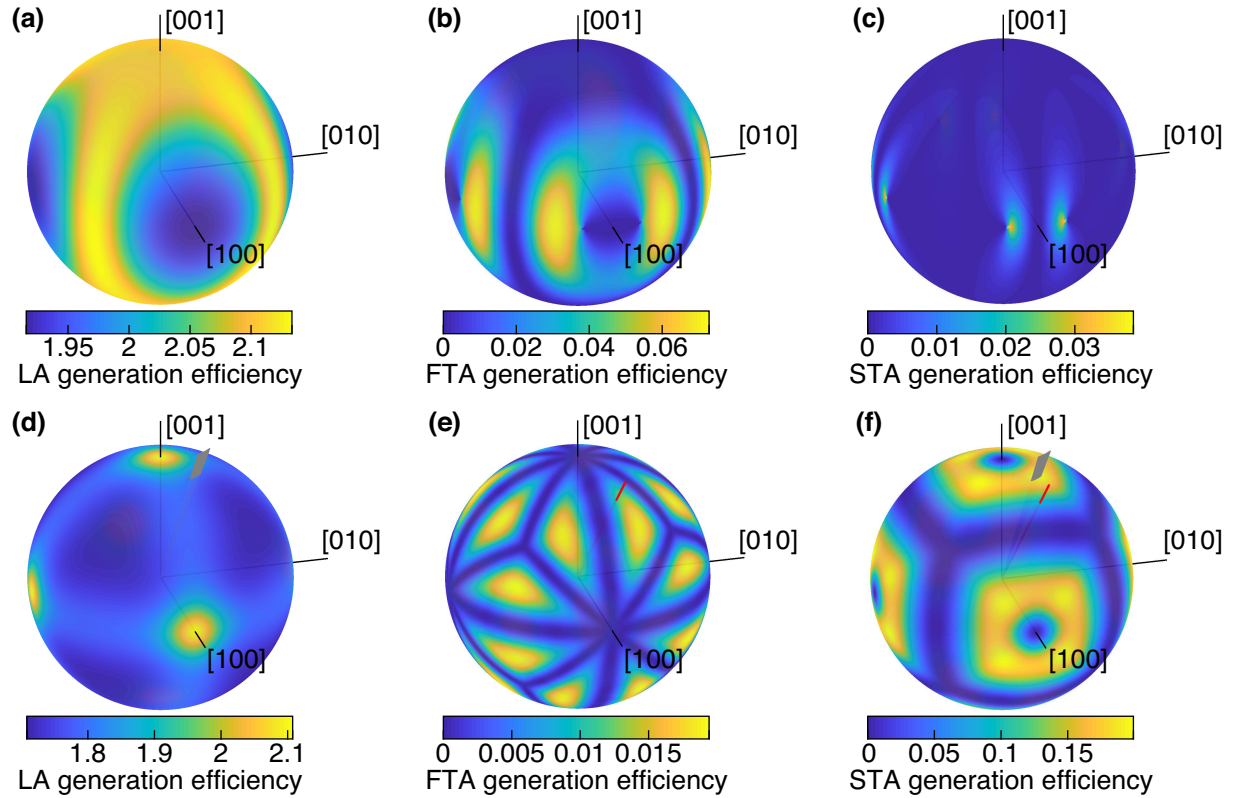 (a) [001] (b) [001] (c) [001]
[010] [010] [010]
[100] [100] [100]
1.95 2 2.05 2.1 0 0.02 0.04 0.06 0 0.01 0.02 0.03
LA generation efficiency FTA generation efficiency STA generation efficiency
(d) [001] (e) [001] (f) [001]
[010] [010] [010]
[100] [100] [100]
1.8 1.9 2 2.1 0 0.005 0.01 0.015 0 0.05 0.1 0.15
LA generation efficiency FTA generation efficiency STA generation efficiency